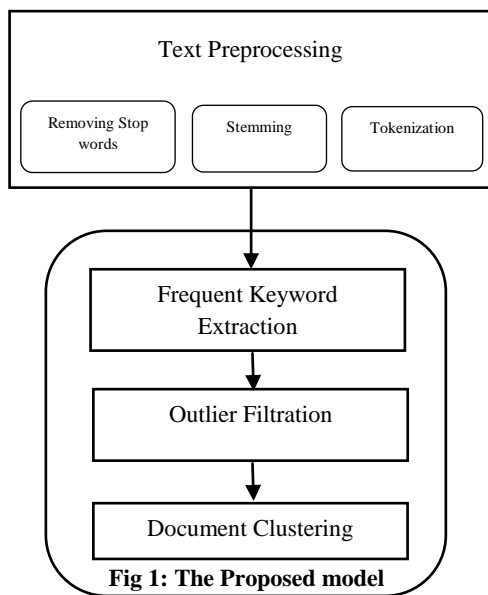 Text Preprocessing
Removing Stop
words
Stemming
Tokenization
Frequent Keyword
Extraction
Outlier Filtration
Document Clustering
Fig 1: The Proposed model